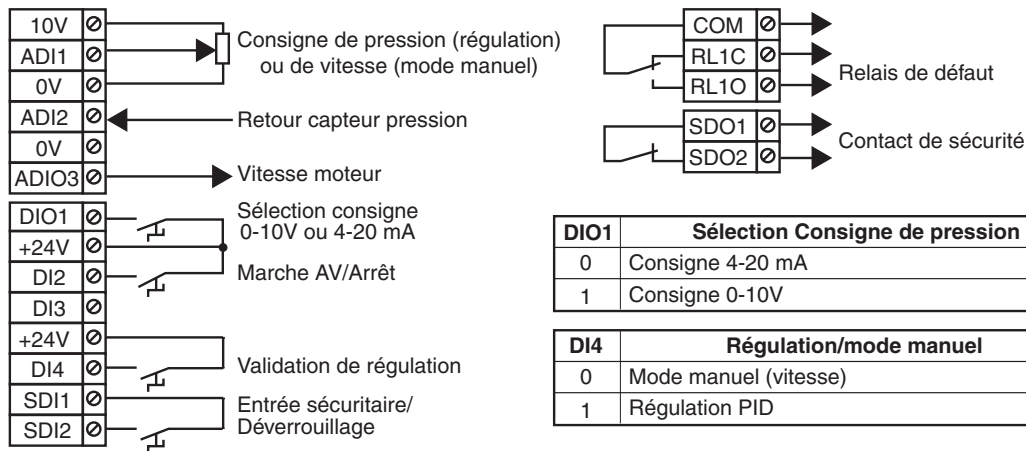 10V
ADI1
0V
ADI2
0V
ADIO3
Consigne de pression (régulation)
ou de vitesse (mode manuel)
Retour capteur pression
Vitesse moteur
DIO1
+24V
DI2
DI3
+24V
DI4
SDI1
SDI2
Sélection consigne
0-10V ou 4-20 mA
Marche AV/Arrêt
Validation de régulation
Entrée sécuritaire/
Déverrouillage
COM
RL1C
RL1O
Relais de défaut
SDO1
SDO2
Contact de sécurité
DIO1 Sélection Consigne de pression
0 Consigne 4-20 mA
1 Consigne 0-10V
DI4 Régulation/mode manuel
0 Mode manuel (vitesse)
1 Régulation PID